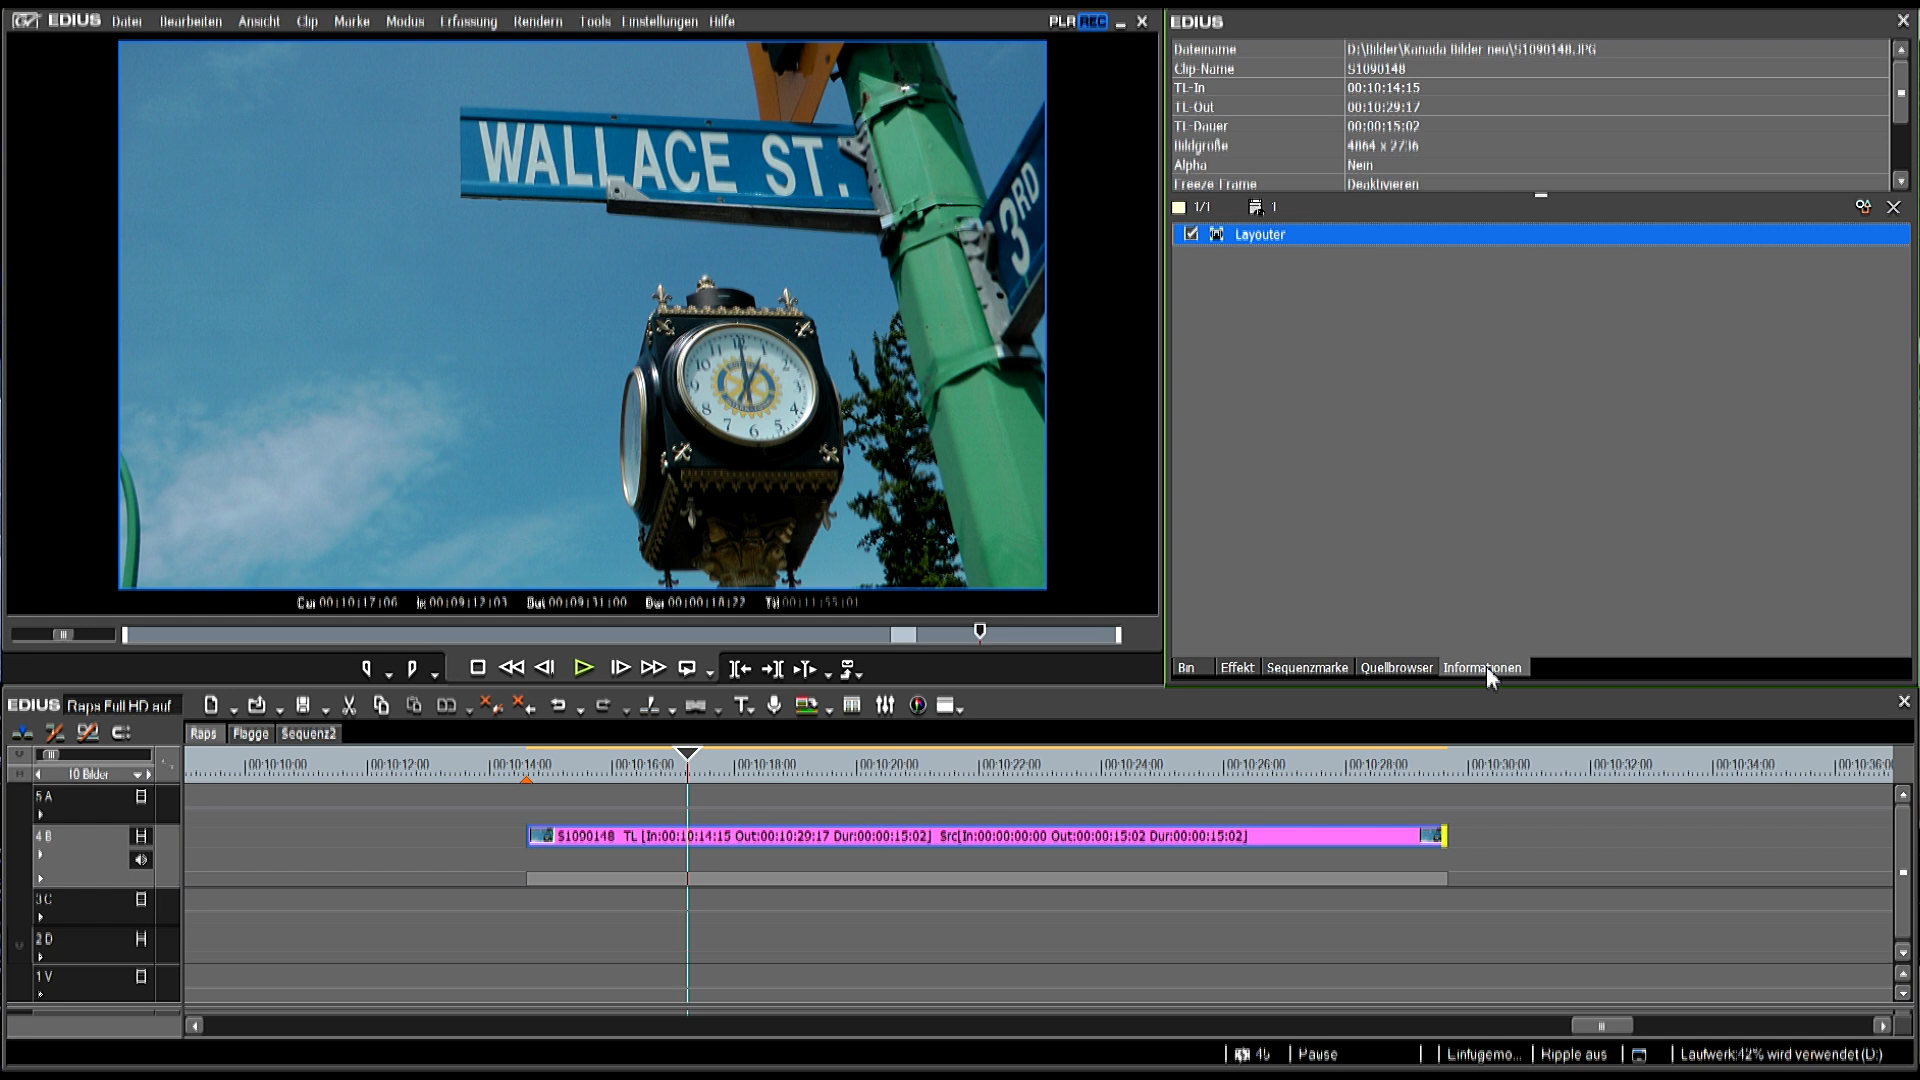 EDIUS Datei Bearbeiten Ansicht Clip Marke Modus Erfassung Rendern Tools Einstellungen Hilfe PLR REC
WALLACE ST.
3RD
Cur 00:10:17:06 In 00:09:12:03 Out 00:09:31:00 Dur 00:00:18:22 Ttl 00:11:55:01
EDIUS
Dateiname D:\Bilder\Kanada Bilder neu\S1090148.JPG
Clip-Name S1090148
TL-In 00:10:14:15
TL-Out 00:10:29:17
TL-Dauer 00:00:15:02
Bildgroße 4864 x 2736
Alpha Nein
Freeze Frame Deaktivieren
1/1 1
Layouter
Bin Effekt Sequenzmarke Quellbrowser Informationen
EDIUS Raps Full HD auf
Raps Flagge Sequenz2
10 Bilder
00:10:10:00 00:10:12:00 00:10:14:00 00:10:16:00 00:10:18:00 00:10:20:00 00:10:22:00 00:10:24:00 00:10:26:00 00:10:28:00 00:10:30:00 00:10:32:00 00:10:34:00 00:10:36:00
5 A
4 B
S1090148 TL [In:00:10:14:15 Out:00:10:29:17 Dur:00:00:15:02] Src[In:00:00:00:00 Out:00:00:15:02 Dur:00:00:15:02]
3 C
2 D
1 V
Pause Einfügemo... Ripple aus Laufwerk:42% wird verwendet(D:)